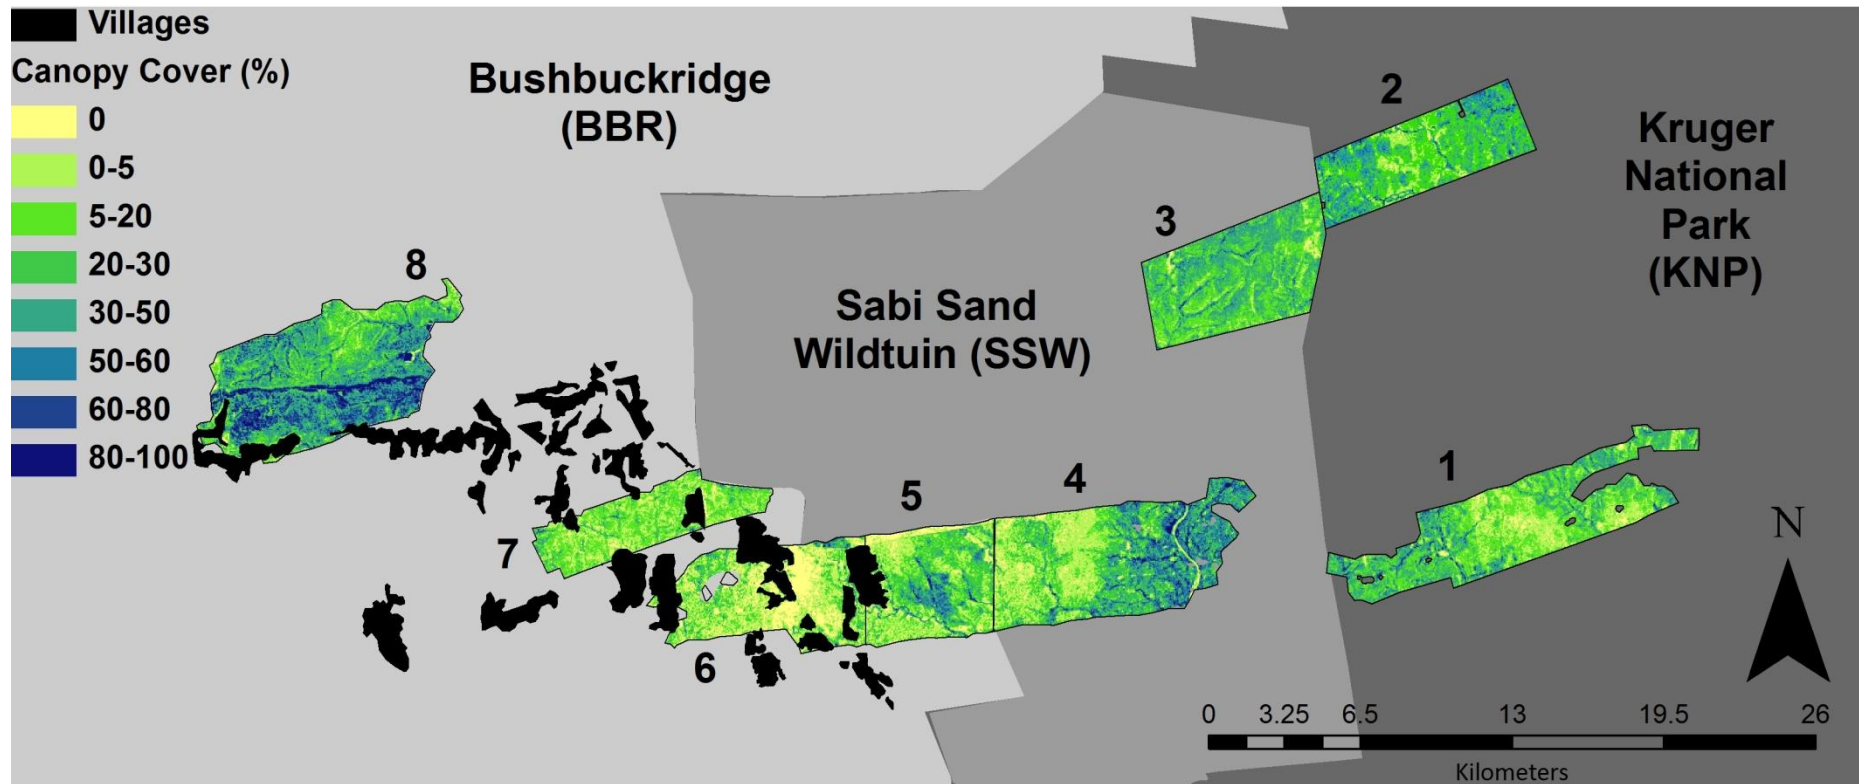 Villages
Canopy Cover (%)
0
0-5
5-20
20-30
30-50
50-60
60-80
80-100
Bushbuckridge
(BBR)
Sabi Sand
Wildtuin (SSW)
Kruger
National
Park
(KNP)
2
3
8
1
4
5
7
6
N
0 3.25 6.5 13 19.5 26
Kilometers